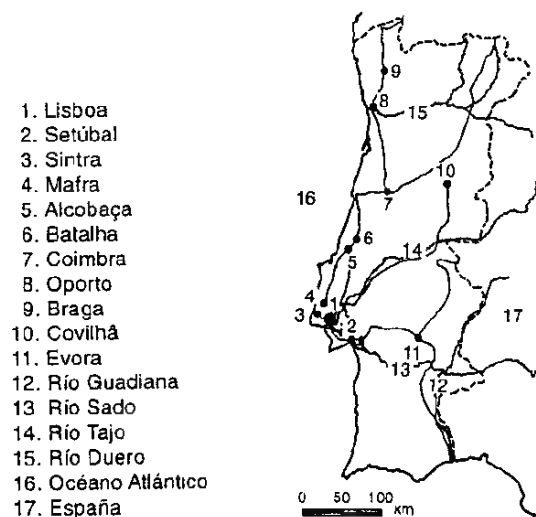 1. Lisboa
2. Setúbal
3. Sintra
4. Mafra
5. Alcobaça
6. Batalha
7. Coimbra
8. Oporto
9. Braga
10. Covilhâ
11. Evora
12. Río Guadiana
13 Río Sado
14. Río Tajo
15. Río Duero
16. Océano Atlántico
17. España
9
8
15
10
16
7
6
5
14
4
1
3
2
17
11
13
12
0 50 100
KM